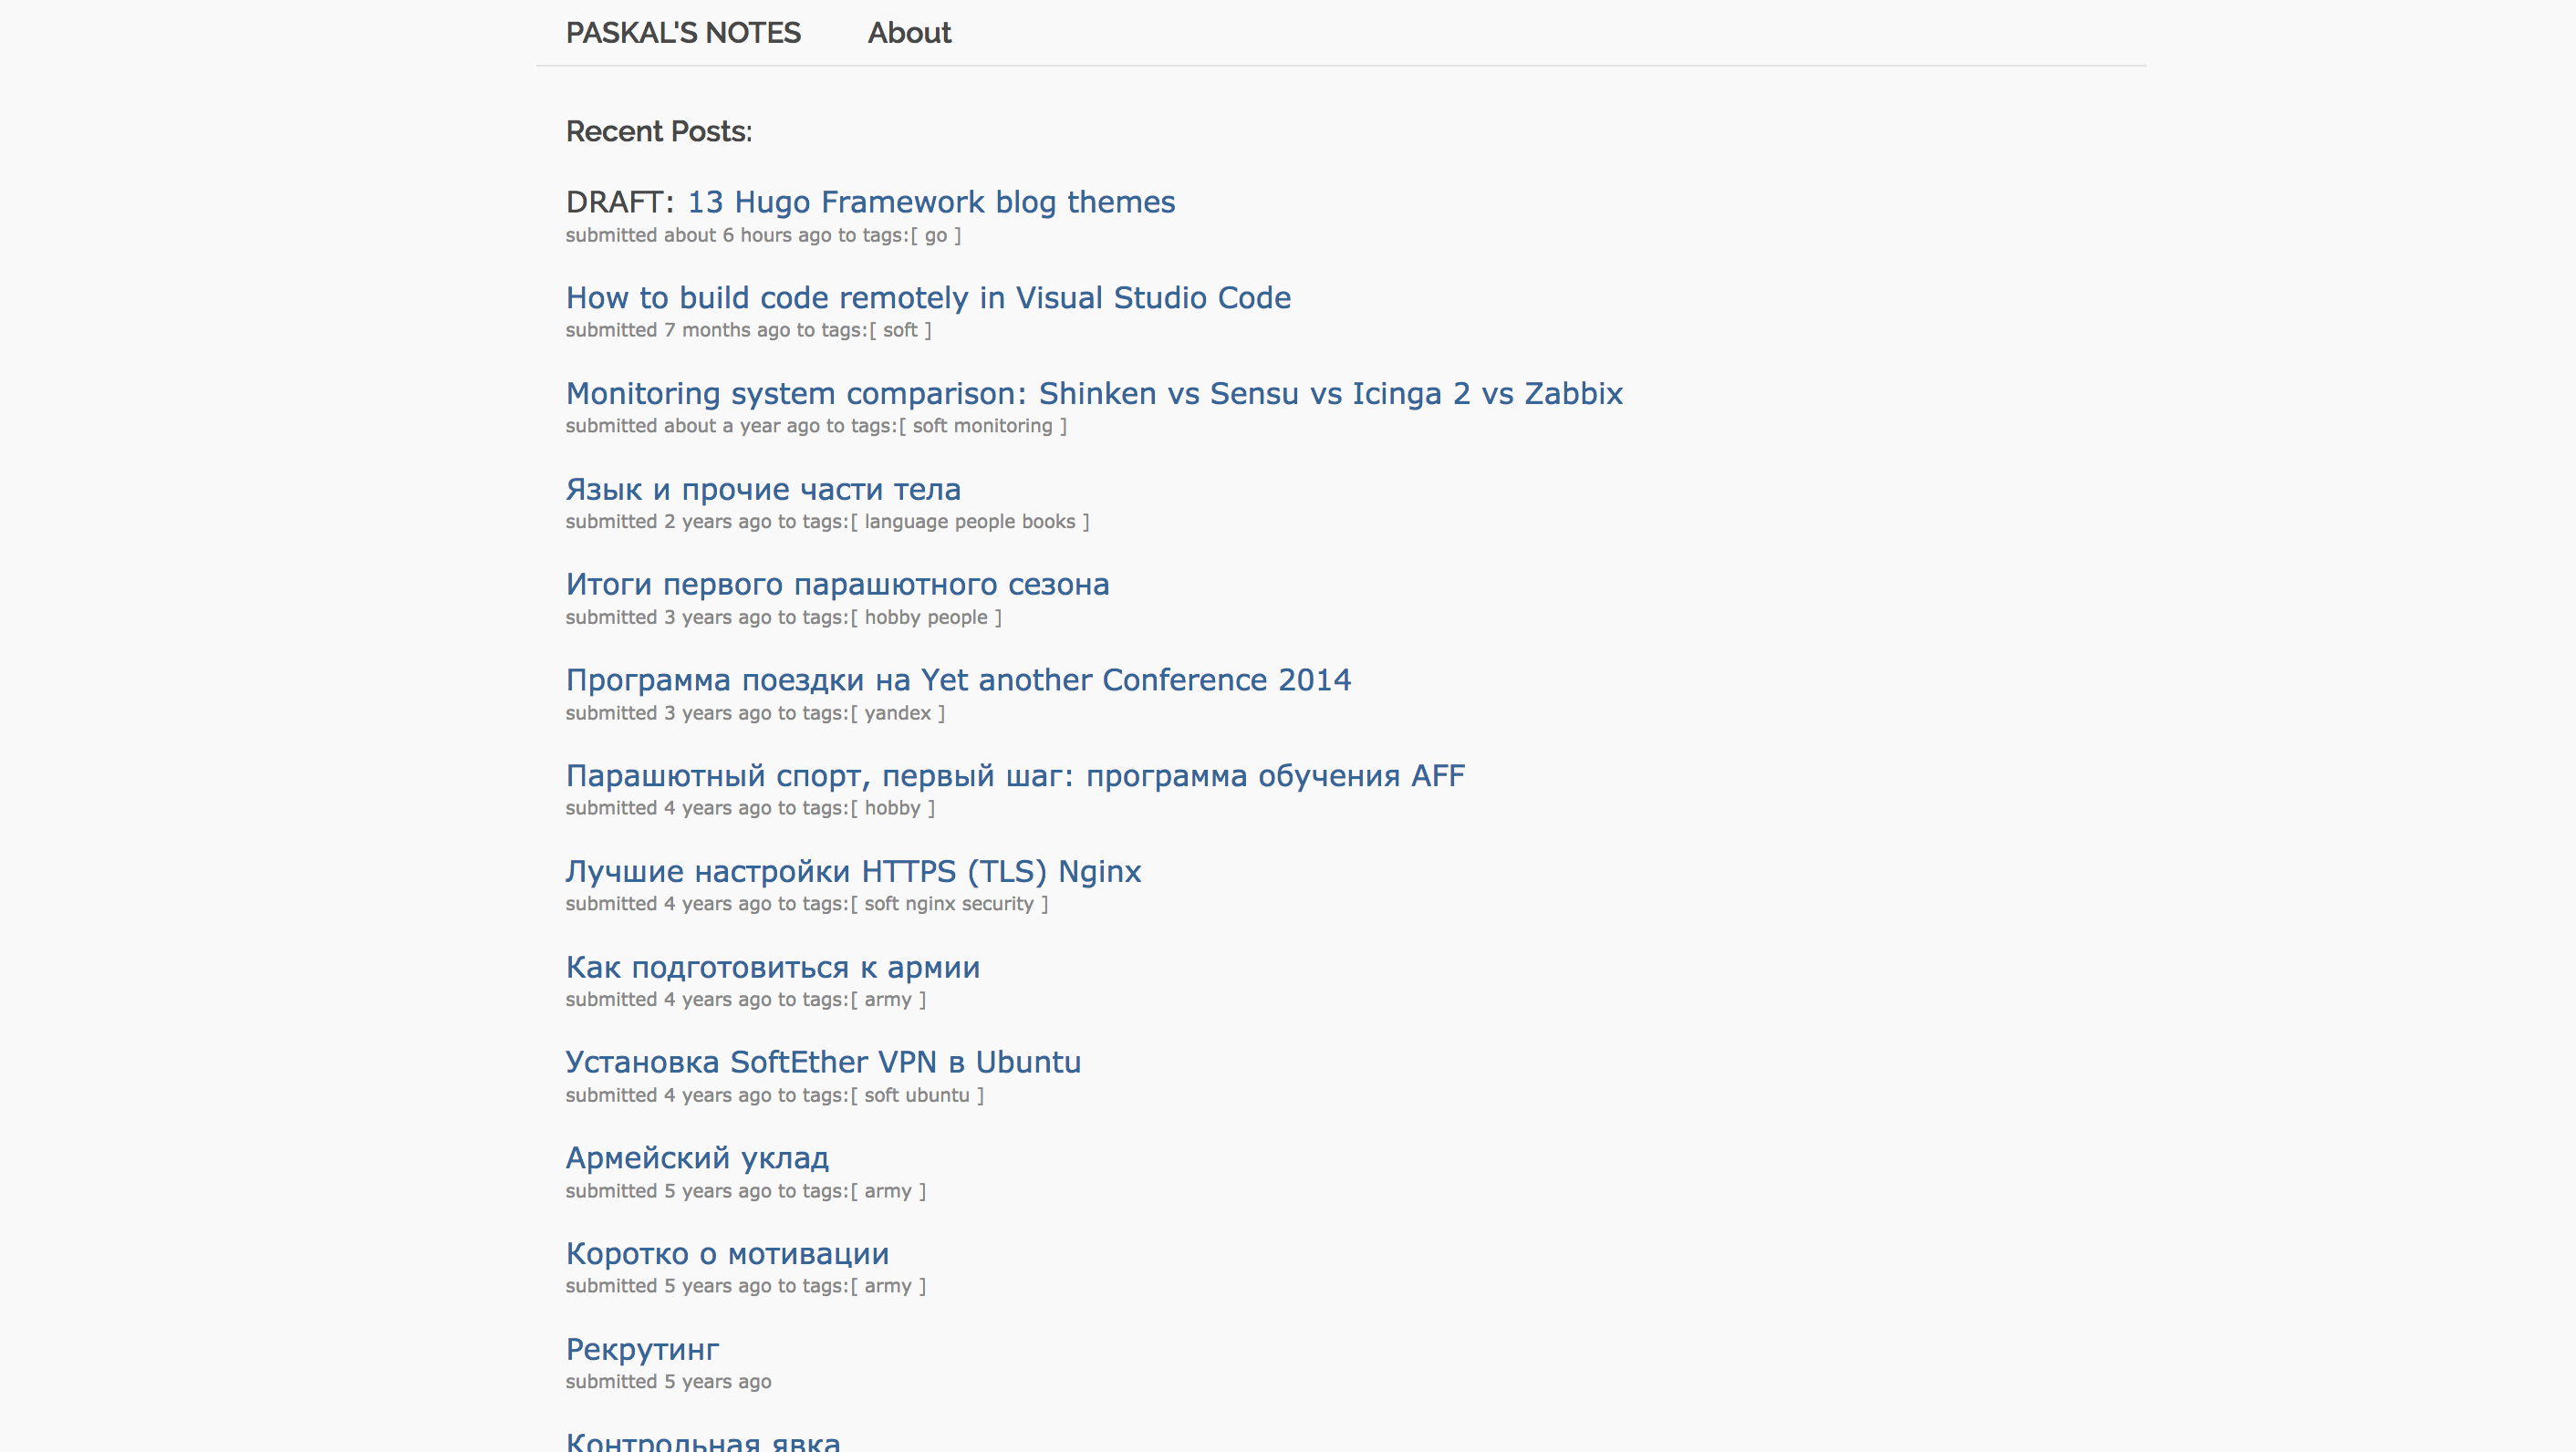 PASKAL'S NOTES About
Recent Posts:
DRAFT: 13 Hugo Framework blog themes
submitted about 6 hours ago to tags:[ go ]
How to build code remotely in Visual Studio Code
submitted 7 months ago to tags:[ soft ]
Monitoring system comparison: Shinken vs Sensu vs Icinga 2 vs Zabbix
submitted about a year ago to tags:[ soft monitoring ]
Язык и прочие части тела
submitted 2 years ago to tags:[ language people books ]
Итоги первого парашютного сезона
submitted 3 years ago to tags:[ hobby people ]
Программа поездки на Yet another Conference 2014
submitted 3 years ago to tags:[ yandex ]
Парашютный спорт, первый шаг: программа обучения AFF
submitted 4 years ago to tags:[ hobby ]
Лучшие настройки HTTPS (TLS) Nginx
submitted 4 years ago to tags:[ soft nginx security ]
Как подготовиться к армии
submitted 4 years ago to tags:[ army ]
Установка SoftEther VPN в Ubuntu
submitted 4 years ago to tags:[ soft ubuntu ]
Армейский уклад
submitted 5 years ago to tags:[ army ]
Коротко о мотивации
submitted 5 years ago to tags:[ army ]
Рекрутинг
submitted 5 years ago
Контрольная явка